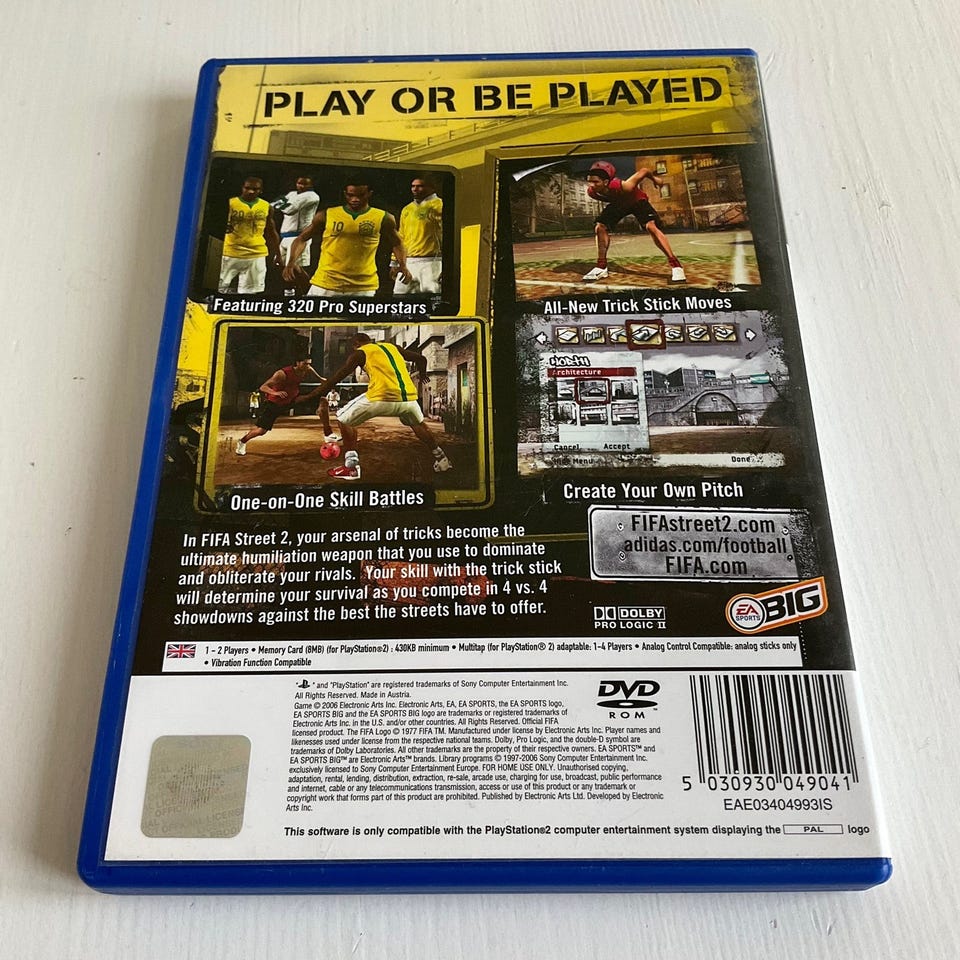 PLAY OR BE PLAYED
20
10
Featuring 320 Pro Superstars
All-New Trick Stick Moves
One-on-One Skill Battles
NORTH
Architecture
Cancel
Accept
Hide Menu
Done
Create Your Own Pitch
In FIFA Street 2, your arsenal of tricks become the
ultimate humiliation weapon that you use to dominate
and obliterate your rivals. Your skill with the trick stick
will determine your survival as you compete in 4 vs. 4
showdowns against the best the streets have to offer.
FIFAstreet2.com
adidas.com/football
FIFA.com
DOLBY
PRO LOGIC II
EA
SPORTS
BIG
1 – 2 Players • Memory Card (8MB) (for PlayStation®2) : 430KB minimum • Multitap (for PlayStation® 2) adaptable: 1–4 Players • Analog Control Compatible: analog sticks only
• Vibration Function Compatible
" and "PlayStation" are registered trademarks of Sony Computer Entertainment Inc.
All Rights Reserved. Made in Austria.
Game © 2006 Electronic Arts Inc. Electronic Arts, EA, EA SPORTS, the EA SPORTS logo,
EA SPORTS BIG and the EA SPORTS BIG logo are trademarks or registered trademarks of
Electronic Arts Inc. in the U.S. and/or other countries. All Rights Reserved. Official FIFA
licensed product. The FIFA Logo © 1977 FIFA TM. Manufactured under license by Electronic Arts Inc. Player names and
likenesses used under license from the respective national teams. Dolby, Pro Logic, and the double-D symbol are
trademarks of Dolby Laboratories. All other trademarks are the property of their respective owners. EA SPORTS™ and
EA SPORTS BIG™ are Electronic Arts™ brands. Library programs © 1997-2006 Sony Computer Entertainment Inc.
exclusively licensed to Sony Computer Entertainment Europe. FOR HOME USE ONLY. Unauthorised copying,
adaptation, rental, lending, distribution, extraction, re-sale, arcade use, charging for use, broadcast, public performance
and internet, cable or any telecommunications transmission, access or use of this product or any trademark or
copyright work that forms part of this product are prohibited. Published by Electronic Arts Ltd. Developed by Electronic
Arts Inc.
DVD
ROM
5 030930 049041
EAE03404993IS
This software is only compatible with the PlayStation®2 computer entertainment system displaying the PAL logo